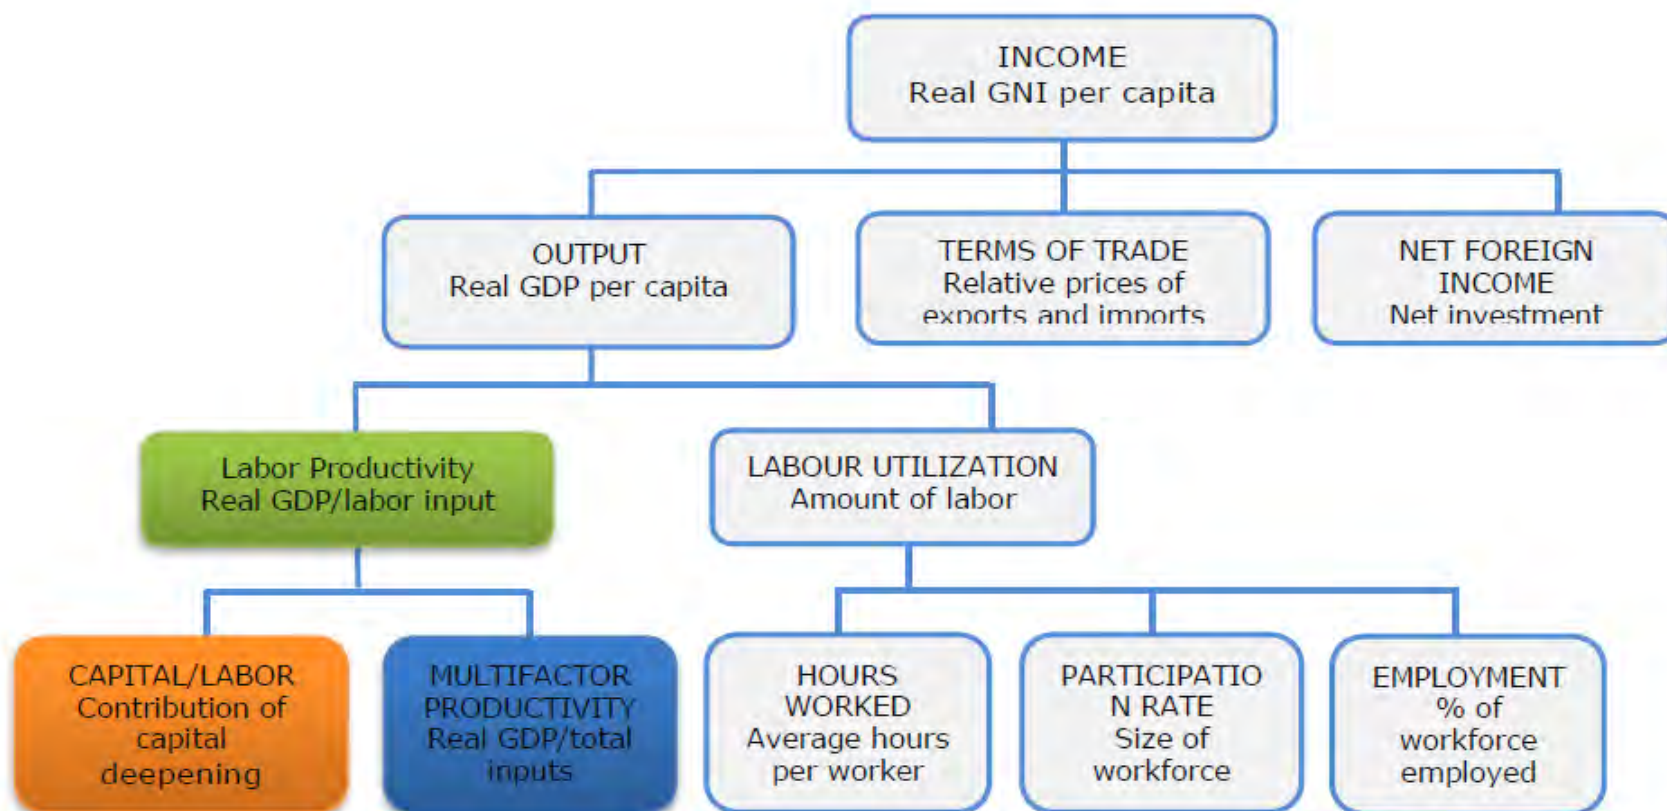 INCOME
Real GNI per capita
OUTPUT
Real GDP per capita
TERMS OF TRADE
Relative prices of
exports and imports
NET FOREIGN
INCOME
Net investment
Labor Productivity
Real GDP/labor input
LABOUR UTILIZATION
Amount of labor
CAPITAL/LABOR
Contribution of
capital
deepening
MULTIFACTOR
PRODUCTIVITY
Real GDP/total
inputs
HOURS
WORKED
Average hours
per worker
PARTICIPATIO
N RATE
Size of
workforce
EMPLOYMENT
% of
workforce
employed